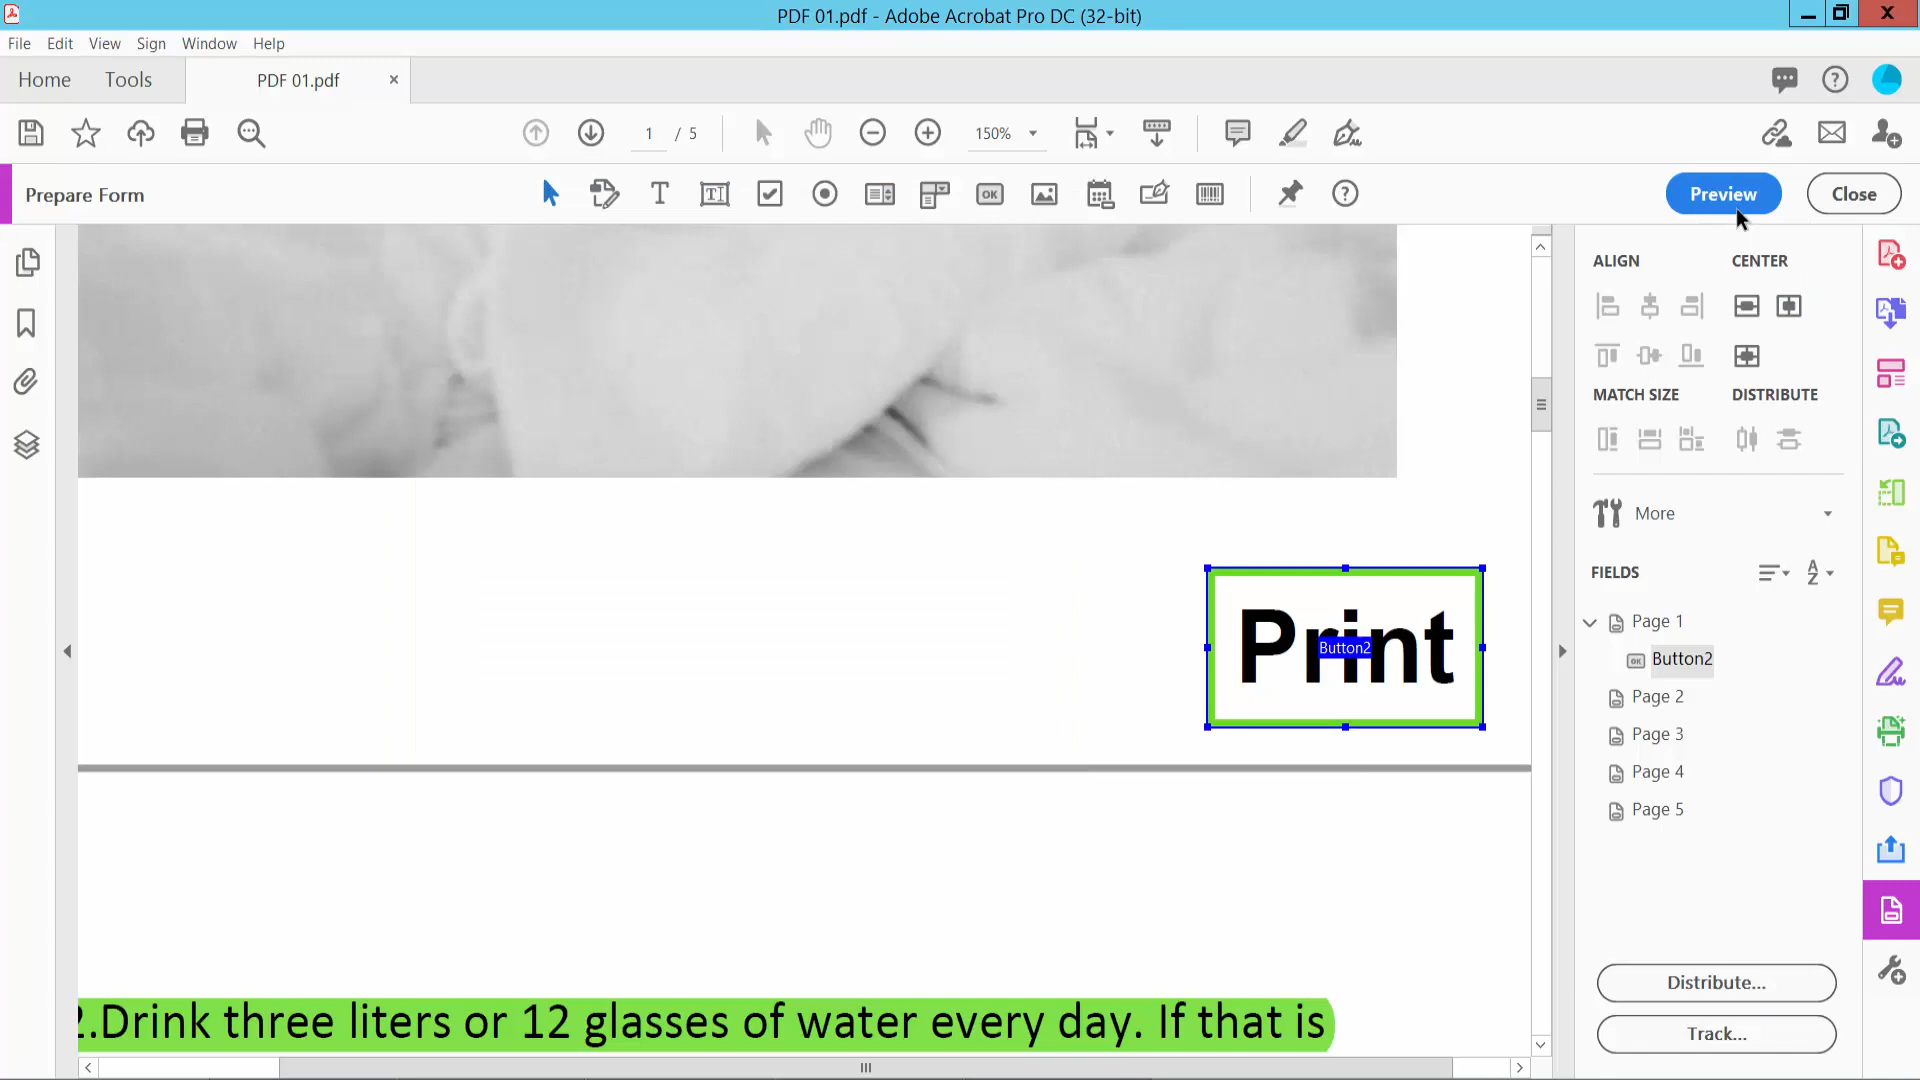 PDF 01.pdf - Adobe Acrobat Pro DC (32-bit)
File Edit View Sign Window Help
Home Tools PDF 01.pdf
1 / 5 150%
Prepare Form Preview Close
ALIGN CENTER
MATCH SIZE DISTRIBUTE
More
FIELDS
Page 1
Button2
Page 2
Page 3
Page 4
Page 5
Distribute...
Track...
Print
Button2
2.Drink three liters or 12 glasses of water every day. If that is